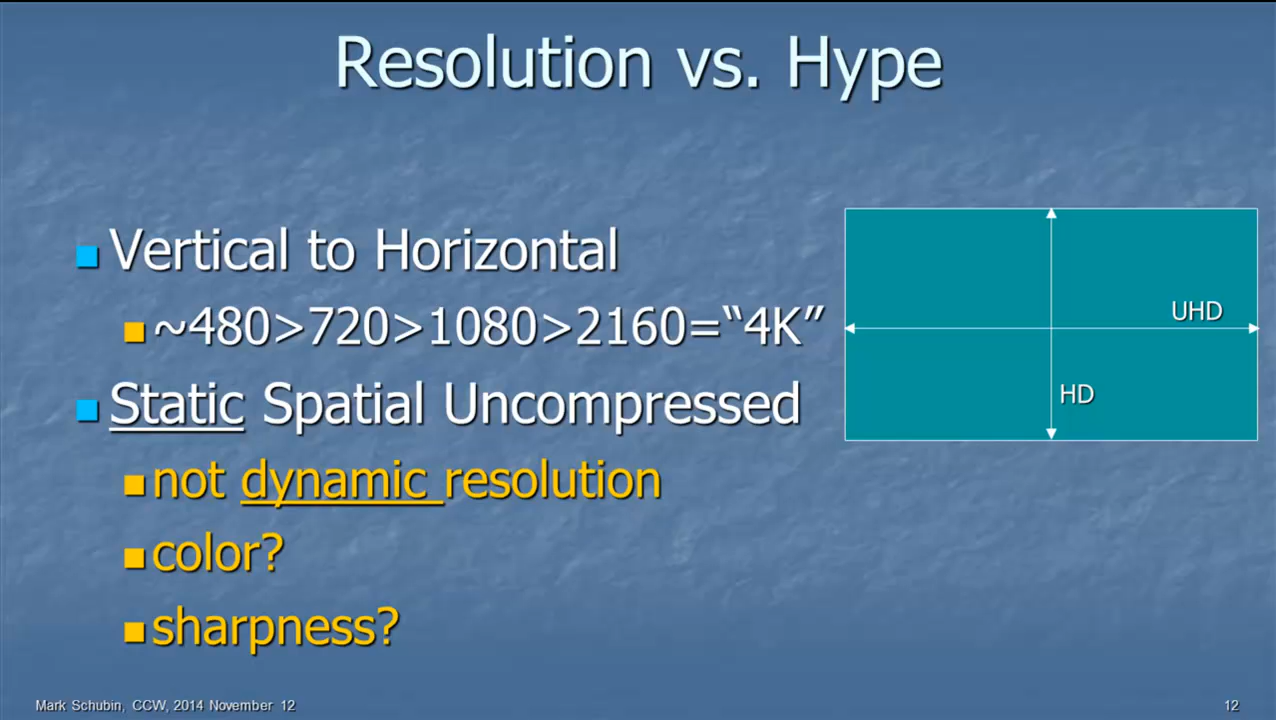 Resolution vs. Hype
Vertical to Horizontal
~480>720>1080>2160=“4K”
Static Spatial Uncompressed
not dynamic resolution
color?
sharpness?
UHD
HD
Mark Schubin, CCW, 2014 November 12
12